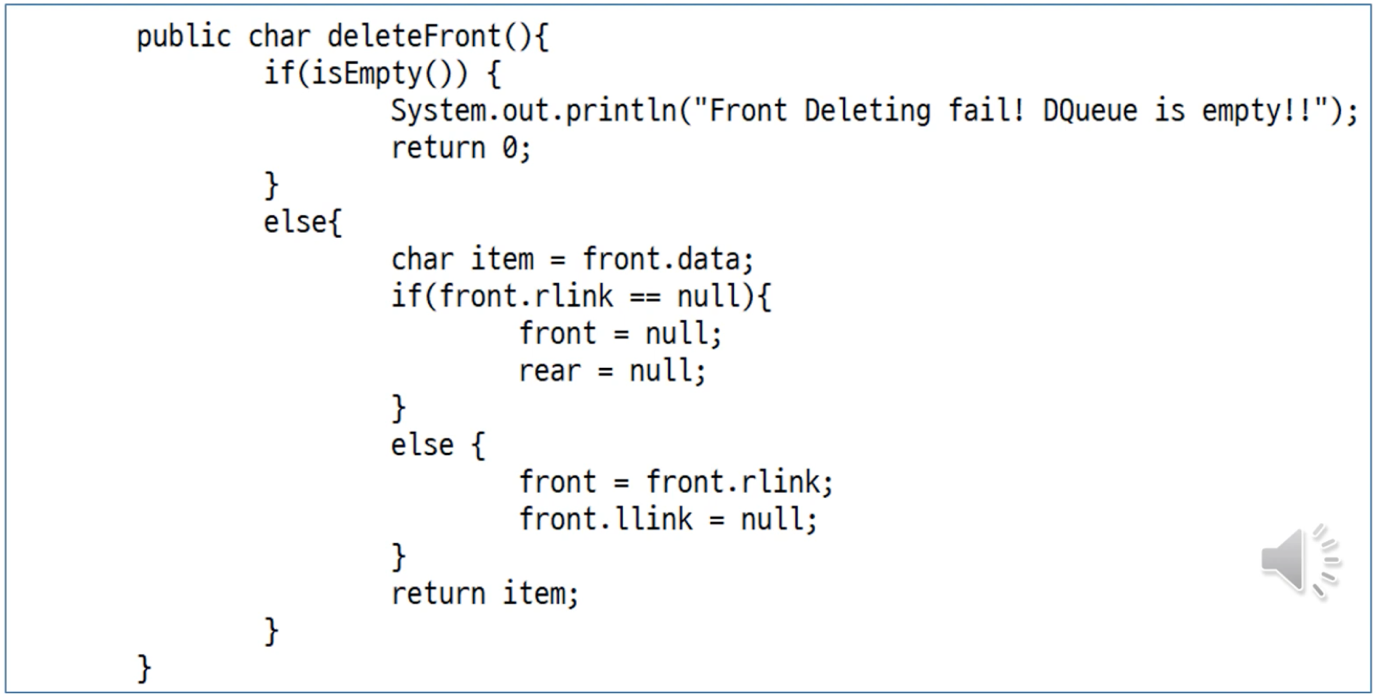 public char deleteFront(){
if(isEmpty()) {
System.out.println("Front Deleting fail! DQueue is empty!!");
return 0;
}
else{
char item = front.data;
if(front.rlink == null){
front = null;
rear = null;
}
else {
front = front.rlink;
front.llink = null;
}
return item;
}
}